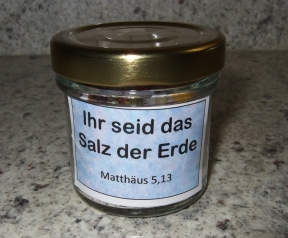 Ihr seid das
Salz der Erde
Matthäus 5,13